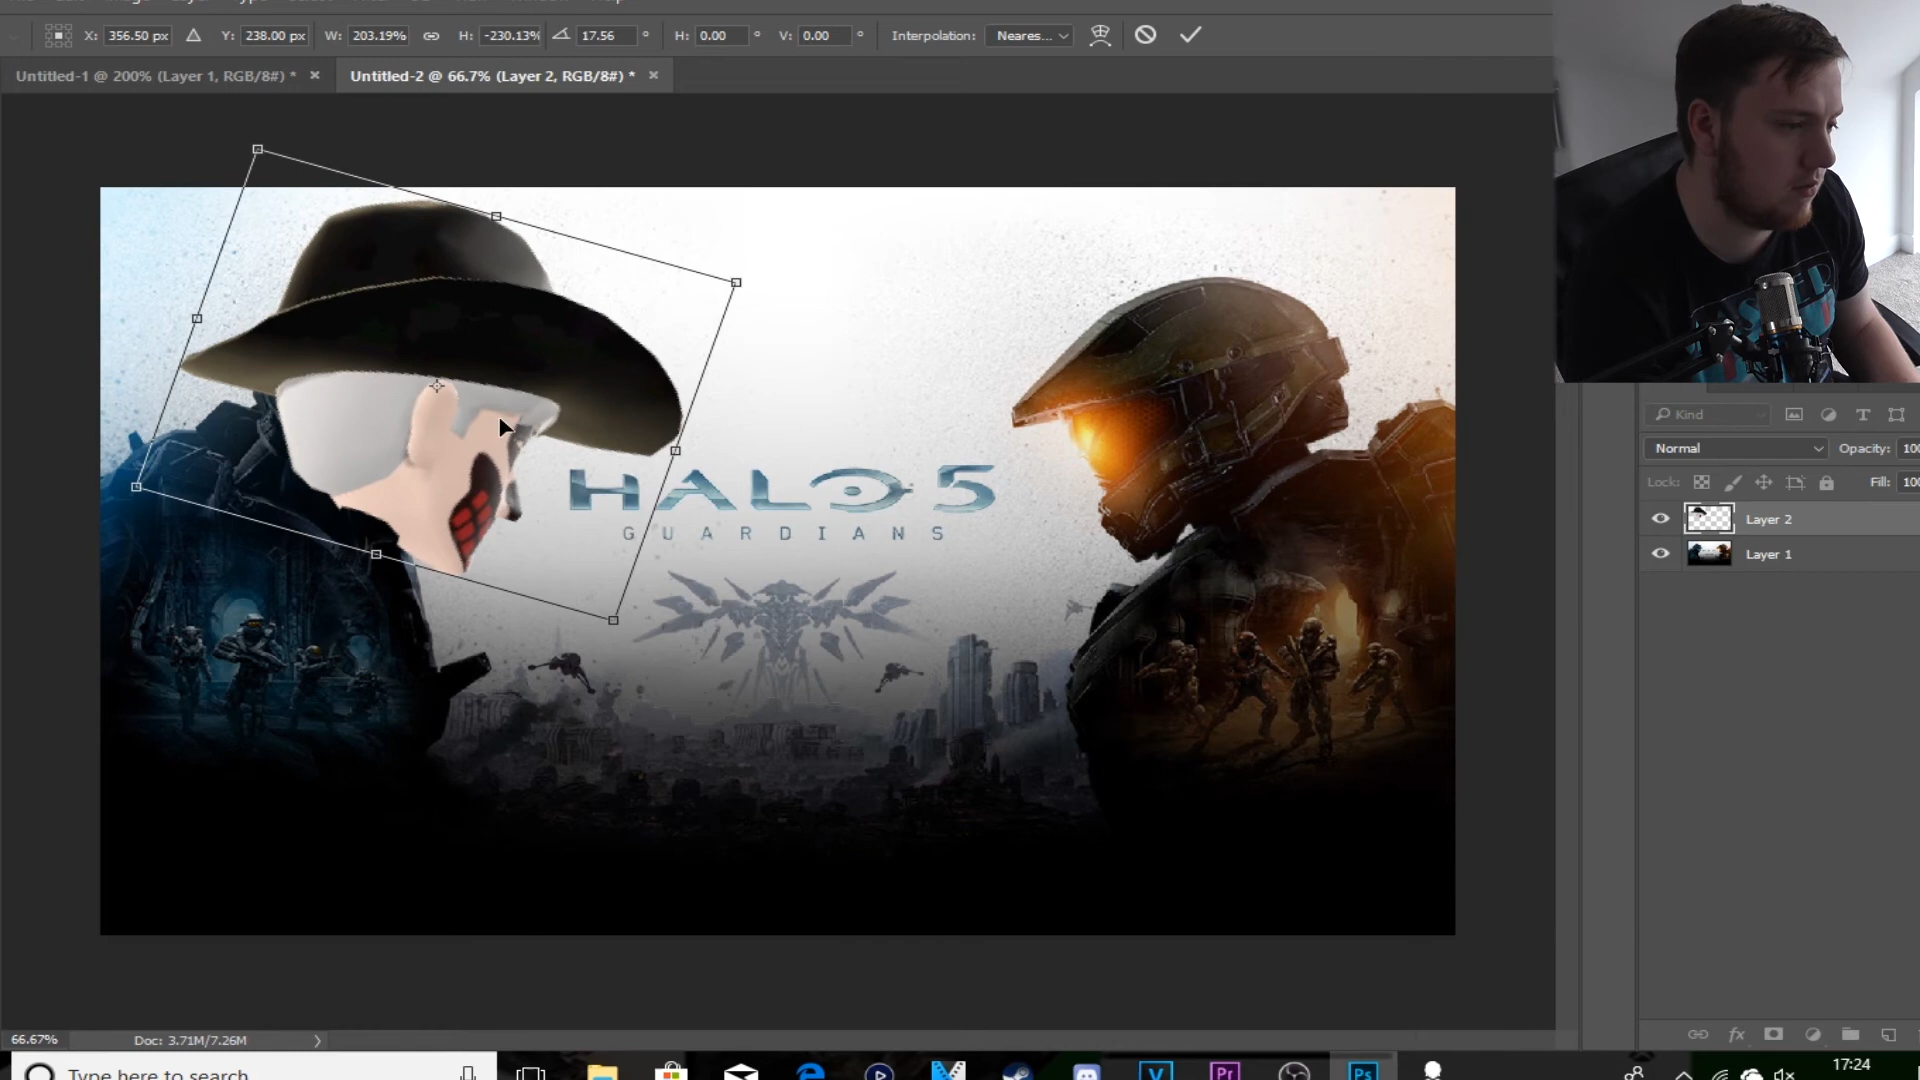 X: 356.50 px Y: 238.00 px W: 203.19% H: -230.13% 17.56 ° H: 0.00 ° V: 0.00 ° Interpolation: Neares...
Untitled-1 @ 200% (Layer 1, RGB/8#) * × Untitled-2 @ 66.7% (Layer 2, RGB/8#) * ×
HALO 5
GUARDIANS
Kind
Normal Opacity: 100
Lock: Fill: 100
Layer 2
Layer 1
66.67% Doc: 3.71M/7.26M
Type here to search
V Pr Ps
17:24